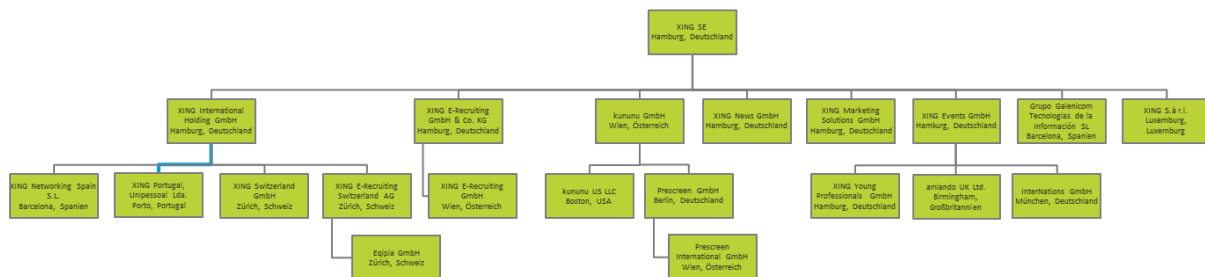 XING SE
Hamburg, Deutschland
XING International
Holding GmbH
Hamburg, Deutschland
XING E-Recruiting
GmbH & Co. KG
Hamburg, Deutschland
kununu GmbH
Wien, Österreich
XING News GmbH
Hamburg, Deutschland
XING Marketing
Solutions GmbH
Hamburg, Deutschland
XING Events GmbH
Hamburg, Deutschland
Grupo Galenicom
Tecnologías de la
Información SL
Barcelona, Spanien
XING S.à r.l.
Luxemburg,
Luxemburg
XING Networking Spain
S.L.
Barcelona, Spanien
XING Portugal,
Unipessoal Lda.
Porto, Portugal
XING Switzerland
GmbH
Zürich, Schweiz
XING E-Recruiting
Switzerland AG
Zürich, Schweiz
XING E-Recruiting
GmbH
Wien, Österreich
kununu US LLC
Boston, USA
Prescreen GmbH
Berlin, Deutschland
XING Young
Professionals GmbH
Hamburg, Deutschland
amiando UK Ltd.
Birmingham,
Großbritannien
InterNations GmbH
München, Deutschland
Eqipia GmbH
Zürich, Schweiz
Prescreen
International GmbH
Wien, Österreich